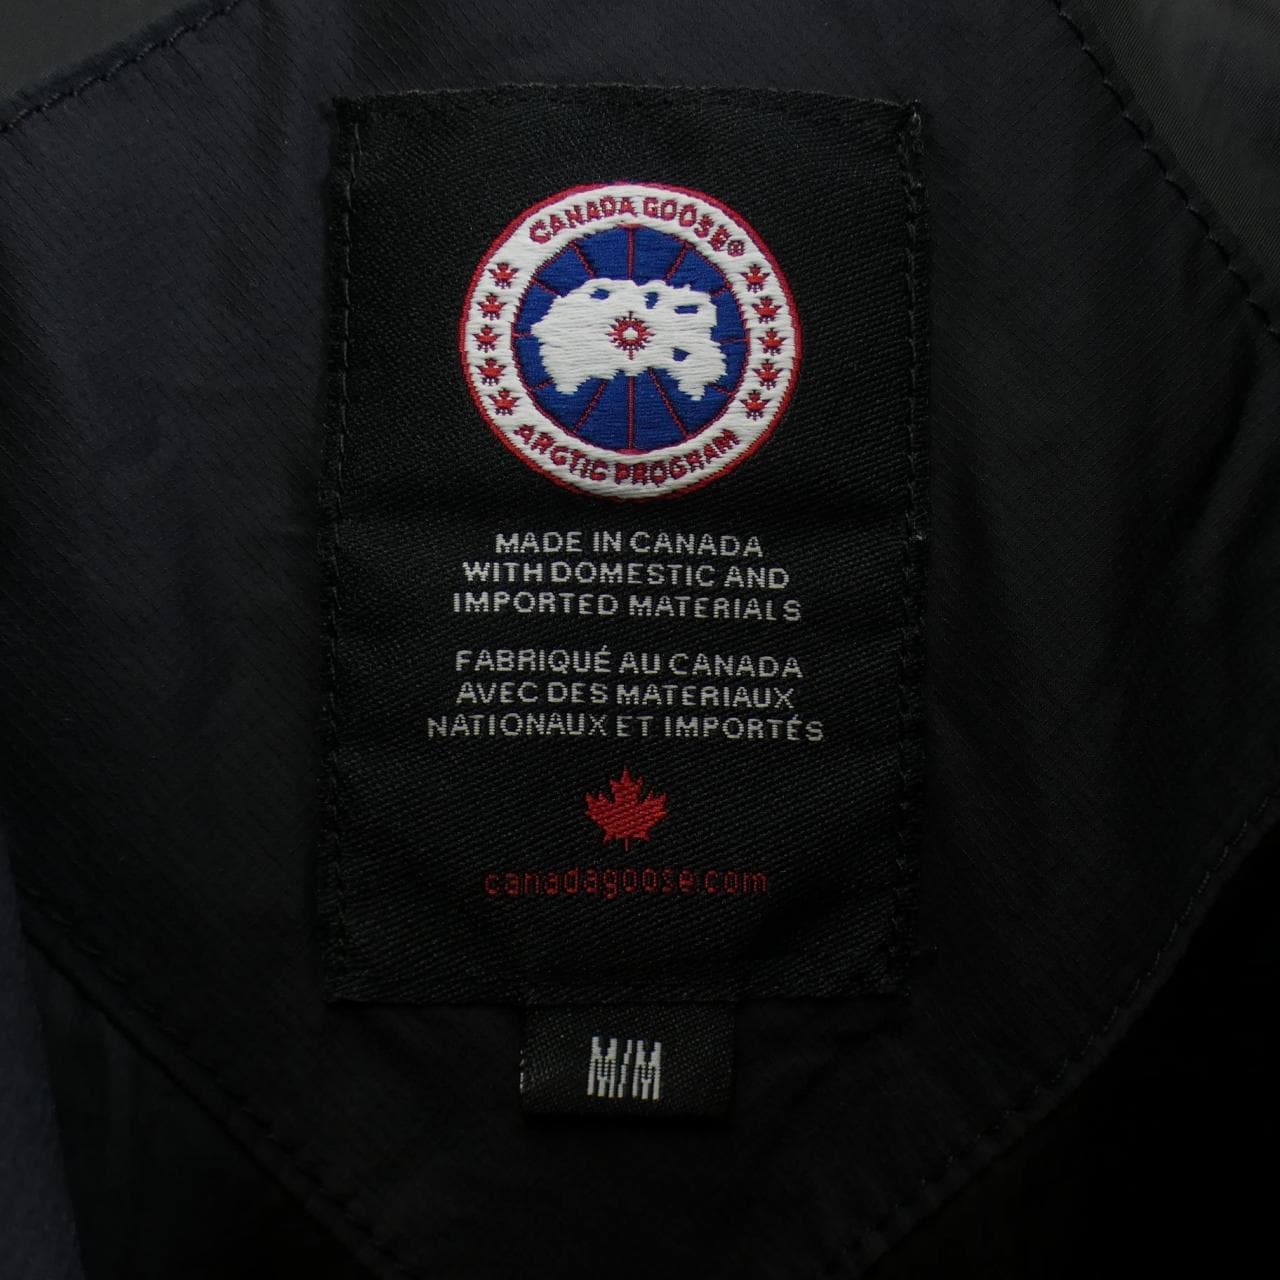 CANADA GOOSE®
ARCTIC PROGRAM
MADE IN CANADA
WITH DOMESTIC AND
IMPORTED MATERIALS
FABRIQUÉ AU CANADA
AVEC DES MATERIAUX
NATIONAUX ET IMPORTÉS
canadagoose.com
M/M